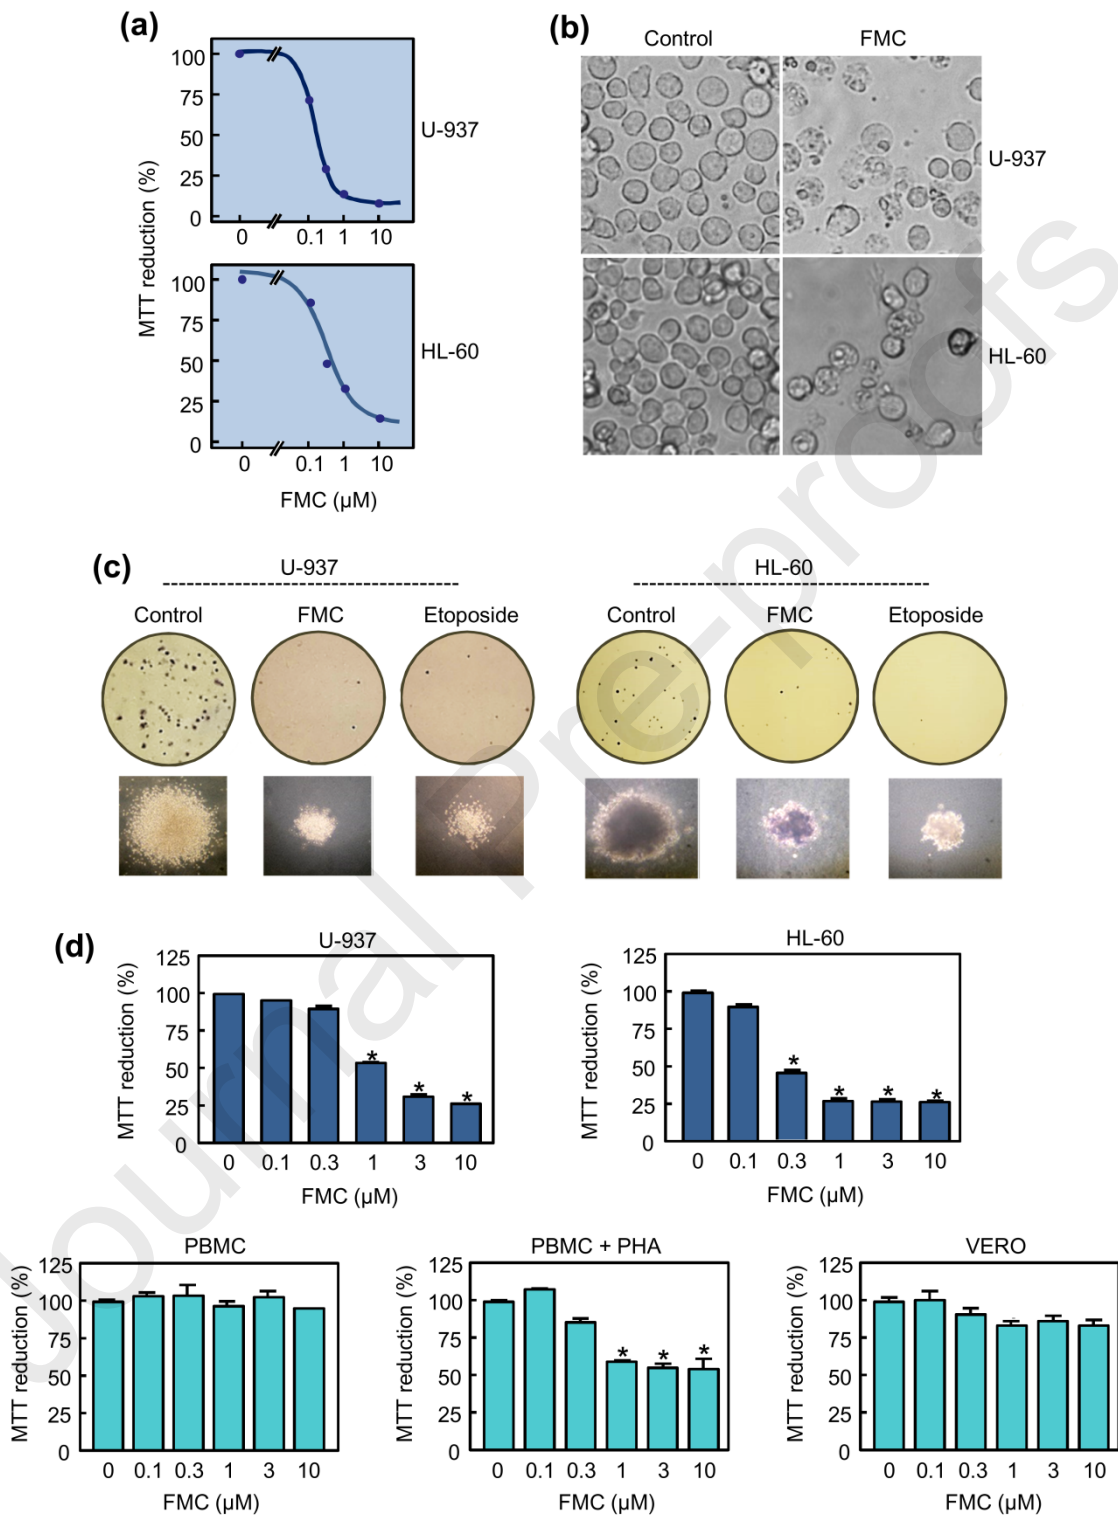 (a)
100
75
50
25
0
0
0.1
1
10
U-937
100
75
50
25
0
0
0.1
1
10
HL-60
MTT reduction (%)
FMC (µM)
(b)
Control
FMC
U-937
HL-60
(c)
U-937
HL-60
Control
FMC
Etoposide
Control
FMC
Etoposide
(d)
U-937
MTT reduction (%)
125
100
75
50
25
0
* * *
0 0.1 0.3 1 3 10
FMC (µM)
HL-60
MTT reduction (%)
125
100
75
50
25
0
* * * *
0 0.1 0.3 1 3 10
FMC (µM)
PBMC
MTT reduction (%)
125
100
75
50
25
0
0 0.1 0.3 1 3 10
FMC (µM)
PBMC + PHA
MTT reduction (%)
125
100
75
50
25
0
* * *
0 0.1 0.3 1 3 10
FMC (µM)
VERO
MTT reduction (%)
125
100
75
50
25
0
0 0.1 0.3 1 3 10
FMC (µM)
Journal Pre-proofs